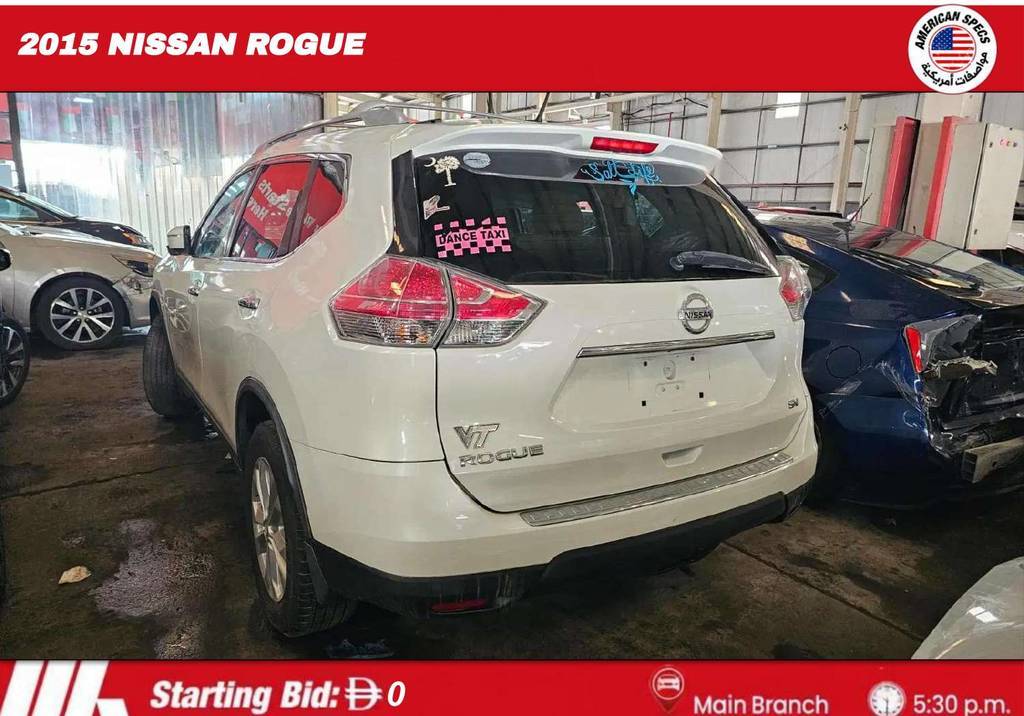 2015 NISSAN ROGUE
AMERICAN SPECS
مواصفات أمريكية
DANCE TAXI
NISSAN
SV
VT
ROGUE
Starting Bid: 0
Main Branch
5:30 p.m.